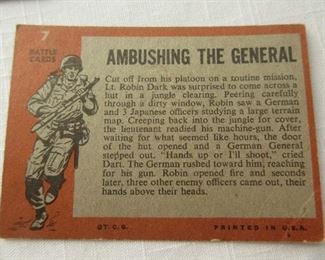 7
BATTLE
CARDS
AMBUSHING THE GENERAL
Cut off from his platoon on a routine mission,
Lt. Robin Dark was surprised to come across a
hut in a jungle clearing. Peering carefully
through a dirty window, Robin saw a German
and 3 Japanese officers studying a large terrain
map. Creeping back into the jungle for cover,
the lieutenant readied his machine-gun. After
waiting for what seemed like hours, the door
of the hut opened and a German General
stepped out. "Hands up or I'll shoot," cried
Dart. The German rushed toward him, reaching
for his gun. Robin opened fire and seconds
later, three other enemy officers came out, their
hands above their heads.
©T.C.G.
PRINTED IN U.S.A.